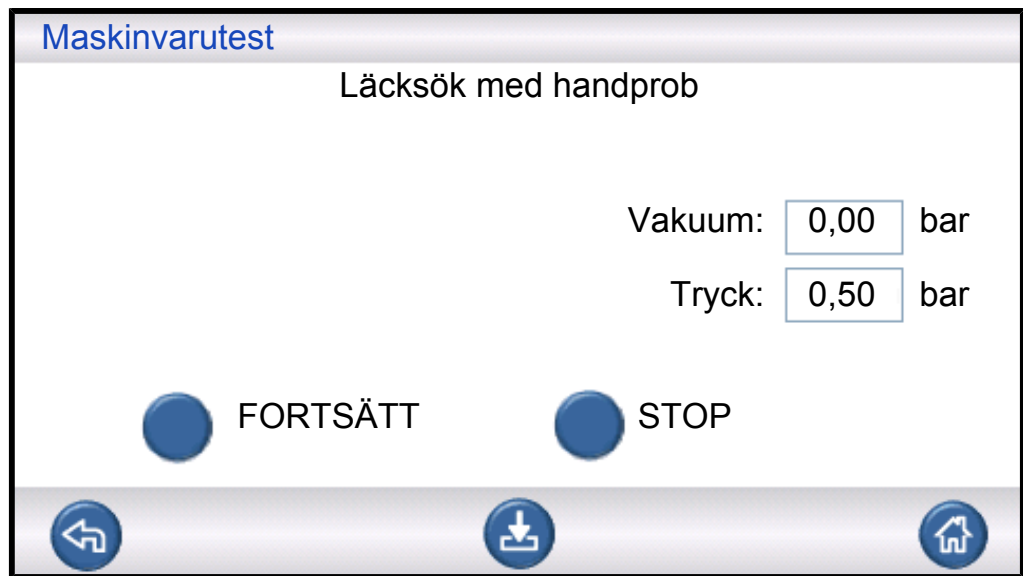 Maskinvarutest
Läcksök med handprob
Vakuum: 0,00 bar
Tryck: 0,50 bar
FORTSÄTT STOP